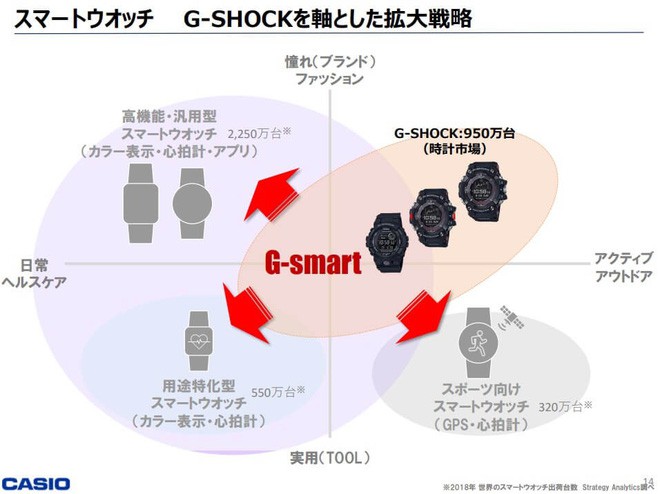 スマートウオッチ G-SHOCKを軸とした拡大戦略
憧れ（ブランド）
ファッション
高機能・汎用型
スマートウオッチ 2,250万台※
（カラー表示・心拍計・アプリ）
G-SHOCK:950万台
（時計市場）
日常
ヘルスケア
G-smart
アクティブ
アウトドア
用途特化型
スマートウオッチ 550万台※
（カラー表示・心拍計）
スポーツ向け
スマートウオッチ 320万台※
（GPS・心拍計）
実用（TOOL）
CASIO
14
※2018年 世界のスマートウオッチ出荷台数 Strategy Analytics調べ